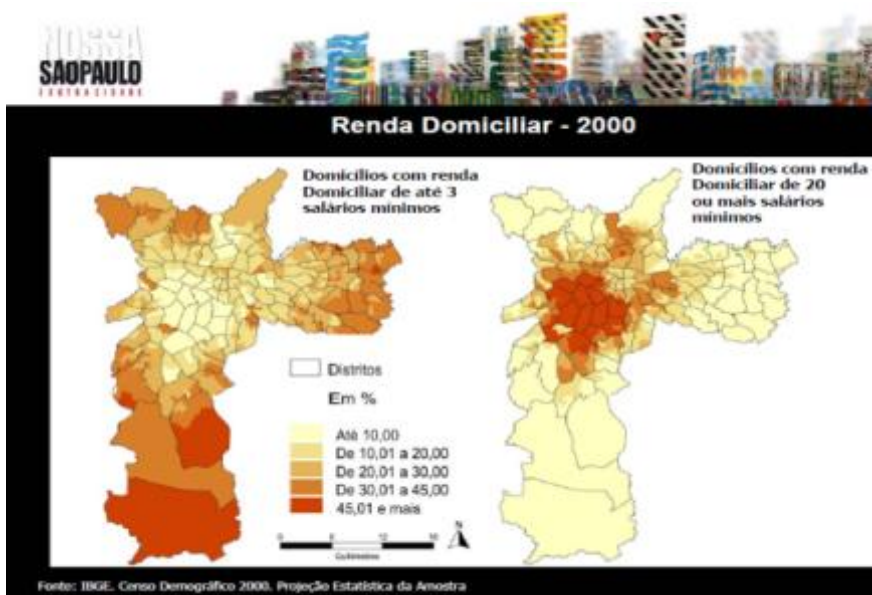 NOSSA
SÃO PAULO
Renda Domiciliar - 2000
Domicílios com renda
Domiciliar de até 3
salários mínimos
Domicílios com renda
Domiciliar de 20
ou mais salários
mínimos
Distritos
Em %
Até 10,00
De 10,01 a 20,00
De 20,01 a 30,00
De 30,01 a 45,00
45,01 e mais
N
Fonte: IBGE. Censo Demográfico 2000. Projeção Estatística da Amostra